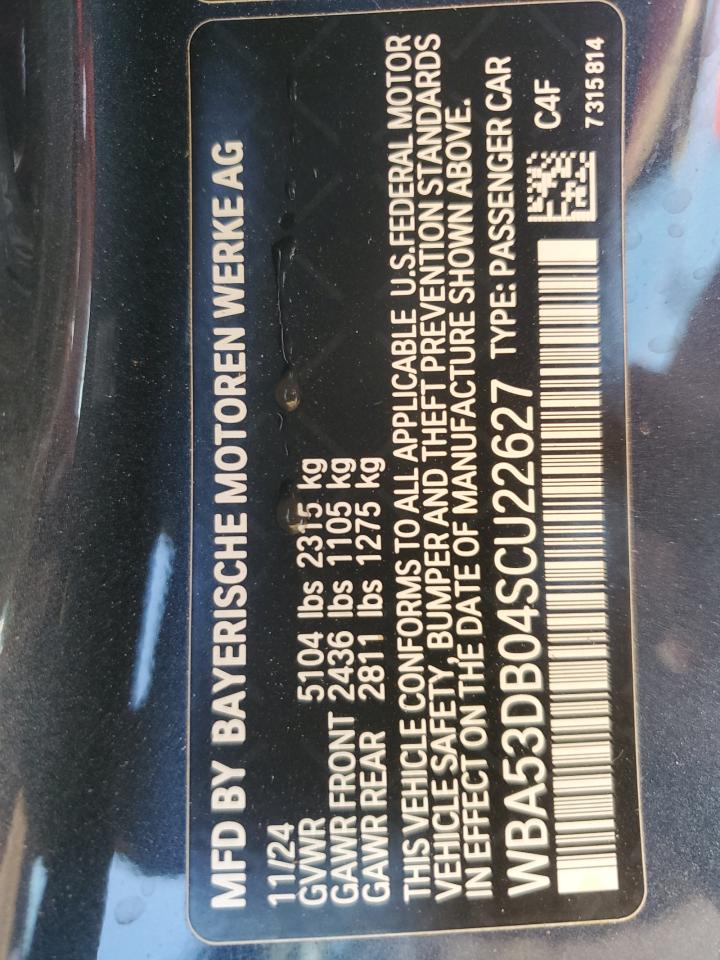 MFD BY BAYERISCHE MOTOREN WERKE AG
11/24
GVWR 5104 lbs 2315 kg
GAWR FRONT 2436 lbs 1105 kg
GAWR REAR 2811 lbs 1275 kg
THIS VEHICLE CONFORMS TO ALL APPLICABLE U.S.FEDERAL MOTOR
VEHICLE SAFETY, BUMPER AND THEFT PREVENTION STANDARDS
IN EFFECT ON THE DATE OF MANUFACTURE SHOWN ABOVE.
WBA53DB04SCU22627 TYPE: PASSENGER CAR
C4F
7315814